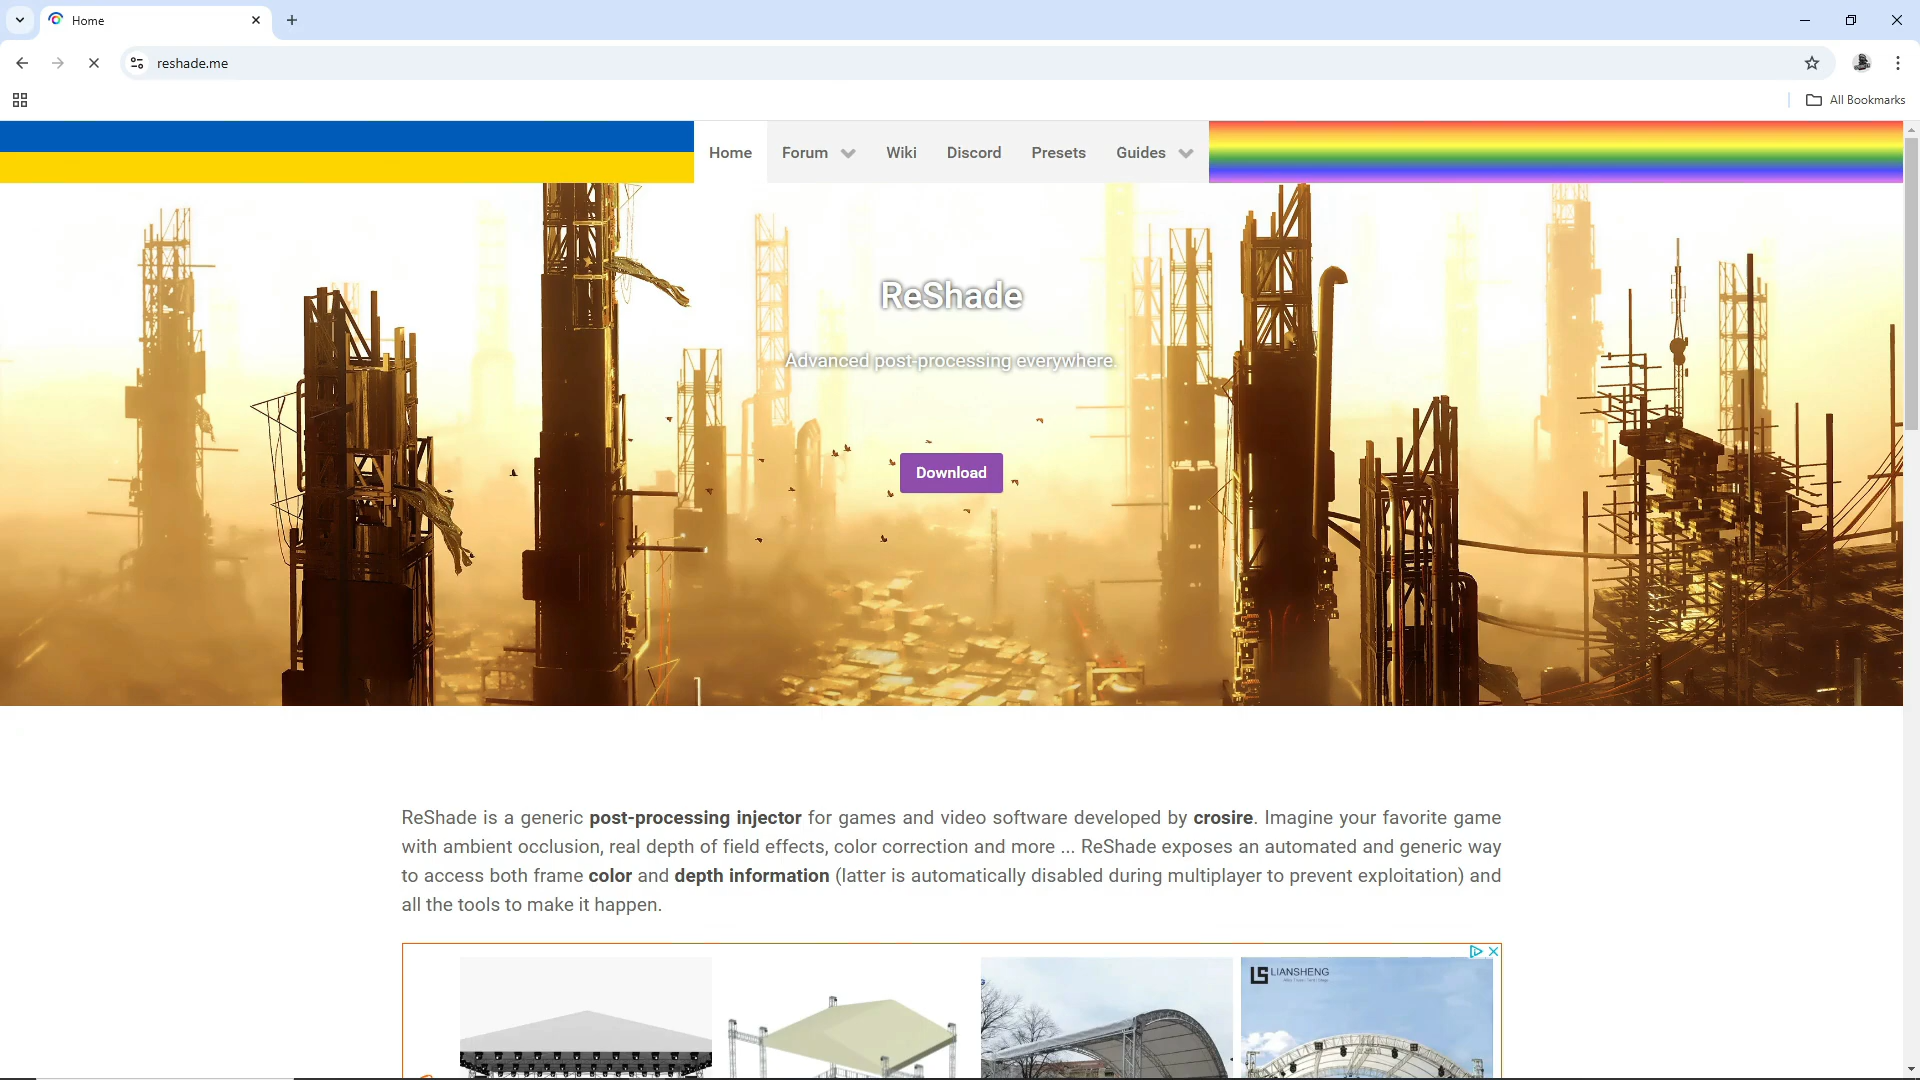 Home
reshade.me
All Bookmarks
Home Forum Wiki Discord Presets Guides
ReShade
Advanced post-processing everywhere.
Download
ReShade is a generic post-processing injector for games and video software developed by crosire. Imagine your favorite game
with ambient occlusion, real depth of field effects, color correction and more ... ReShade exposes an automated and generic way
to access both frame color and depth information (latter is automatically disabled during multiplayer to prevent exploitation) and
all the tools to make it happen.
LS LIANSHENG